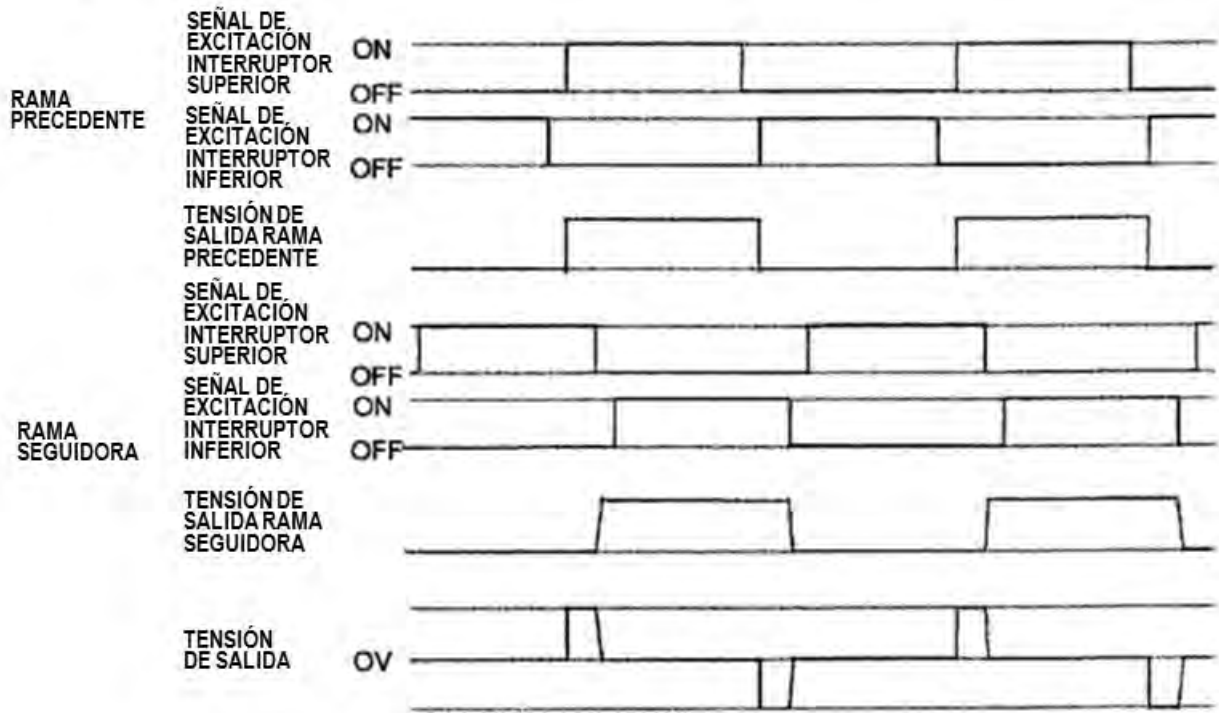 SEÑAL DE
EXCITACIÓN
INTERRUPTOR
SUPERIOR
ON
OFF
RAMA
PRECEDENTE
SEÑAL DE
EXCITACIÓN
INTERRUPTOR
INFERIOR
ON
OFF
TENSIÓN DE
SALIDA RAMA
PRECEDENTE
SEÑAL DE
EXCITACIÓN
INTERRUPTOR
SUPERIOR
ON
OFF
RAMA
SEGUIDORA
SEÑAL DE
EXCITACIÓN
INTERRUPTOR
INFERIOR
ON
OFF
TENSIÓN DE
SALIDA RAMA
SEGUIDORA
TENSIÓN
DE SALIDA
OV